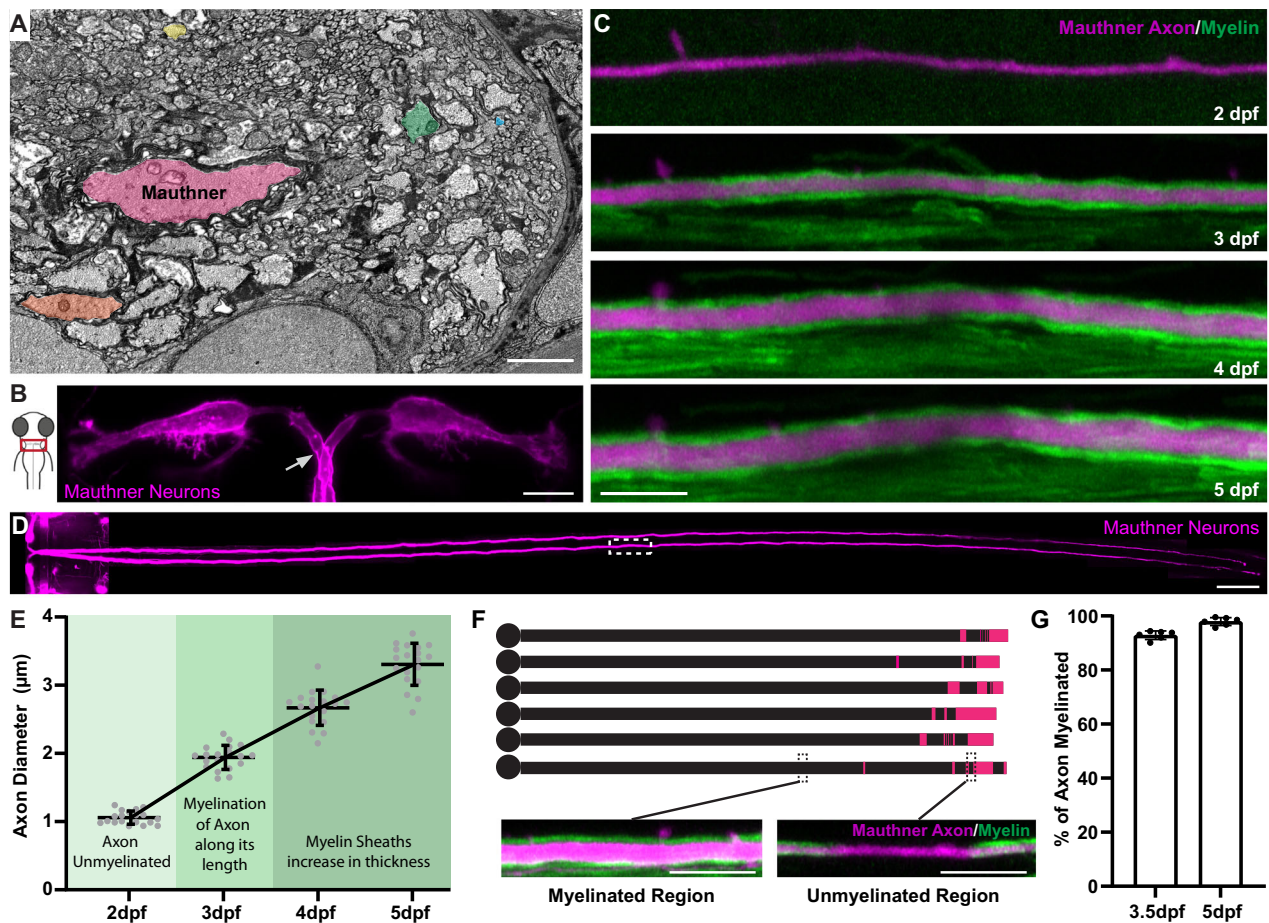 A
Mauthner
B
Mauthner Neurons
C
Mauthner Axon/Myelin
2 dpf
3 dpf
4 dpf
5 dpf
D
Mauthner Neurons
E
Axon Diameter (µm)
4
3
2
1
0
Axon
Unmyelinated
Myelination
of Axon
along its
length
Myelin Sheaths
increase in thickness
2dpf
3dpf
4dpf
5dpf
F
Mauthner Axon/Myelin
Myelinated Region
Unmyelinated Region
G
% of Axon Myelinated
100
80
60
40
20
0
3.5dpf
5dpf